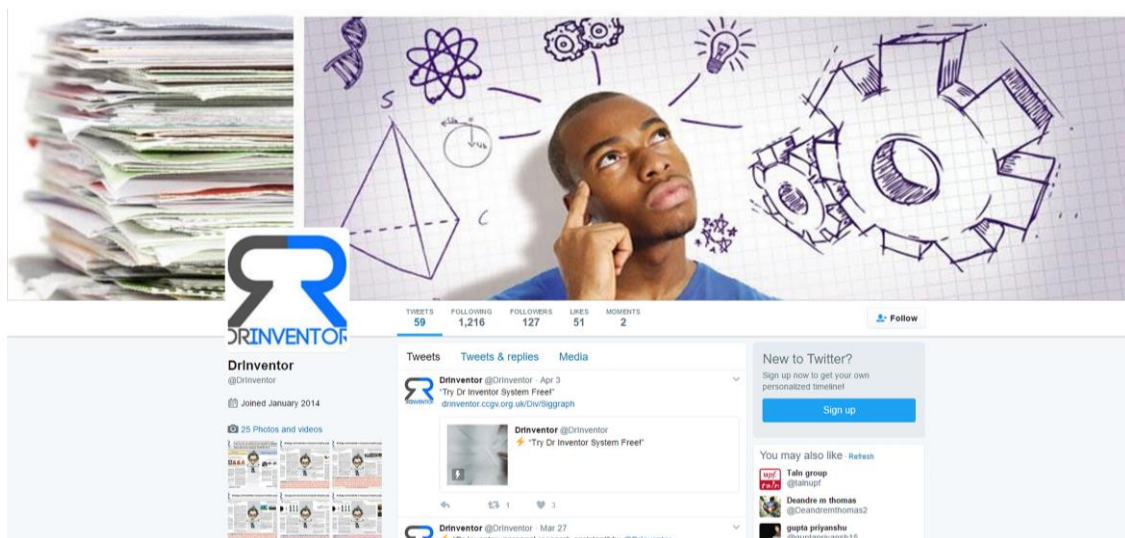 S
C
DRINVENTOR
TWEETS FOLLOWING FOLLOWERS LIKES MOMENTS
59 1,216 127 51 2
Follow
DrInventor
@DrInventor
Joined January 2014
25 Photos and videos
Tweets Tweets & replies Media
DrInventor @DrInventor · Apr 3
"Try Dr Inventor System Free!"
drinventor.ccgv.org.uk/Div/Siggraph
DrInventor @DrInventor
⚡ "Try Dr Inventor System Free!"
1 3
DrInventor @DrInventor · Mar 27
New to Twitter?
Sign up now to get your own
personalized timeline!
Sign up
You may also like · Refresh
Taln group
@talnupf
Deandre m thomas
@Deandremthomas2
gupta priyanshu